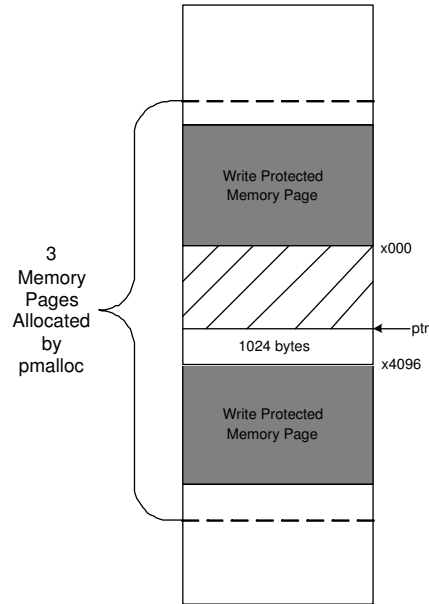 Write Protected
Memory Page
x000
3
Memory
Pages
Allocated
by
pmalloc
ptr
1024 bytes
x4096
Write Protected
Memory Page